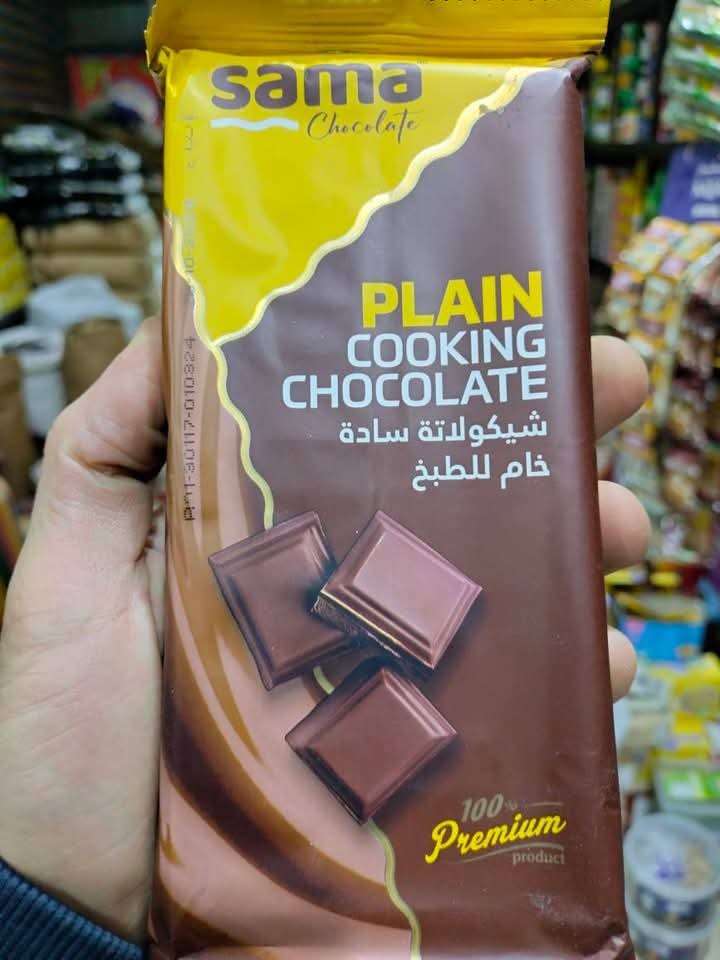 sama
Chocolate
PLAIN
COOKING
CHOCOLATE
شيكولاتة سادة
خام للطبخ
100%
Premium
product